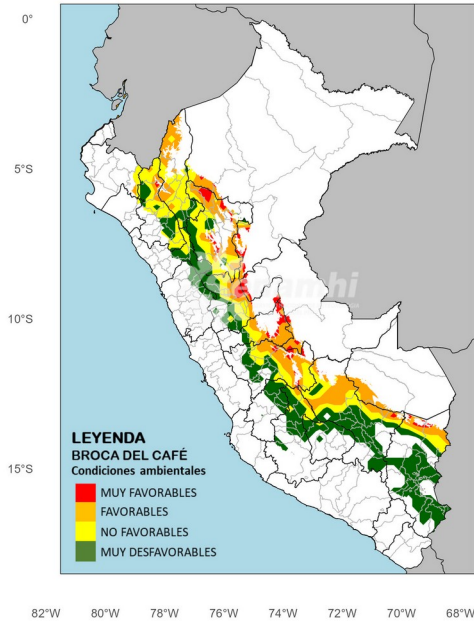 0°
5°S
10°S
15°S
senamhi
LEYENDA
BROCA DEL CAFÉ
Condiciones ambientales
MUY FAVORABLES
FAVORABLES
NO FAVORABLES
MUY DESFAVORABLES
82°W 80°W 78°W 76°W 74°W 72°W 70°W 68°W